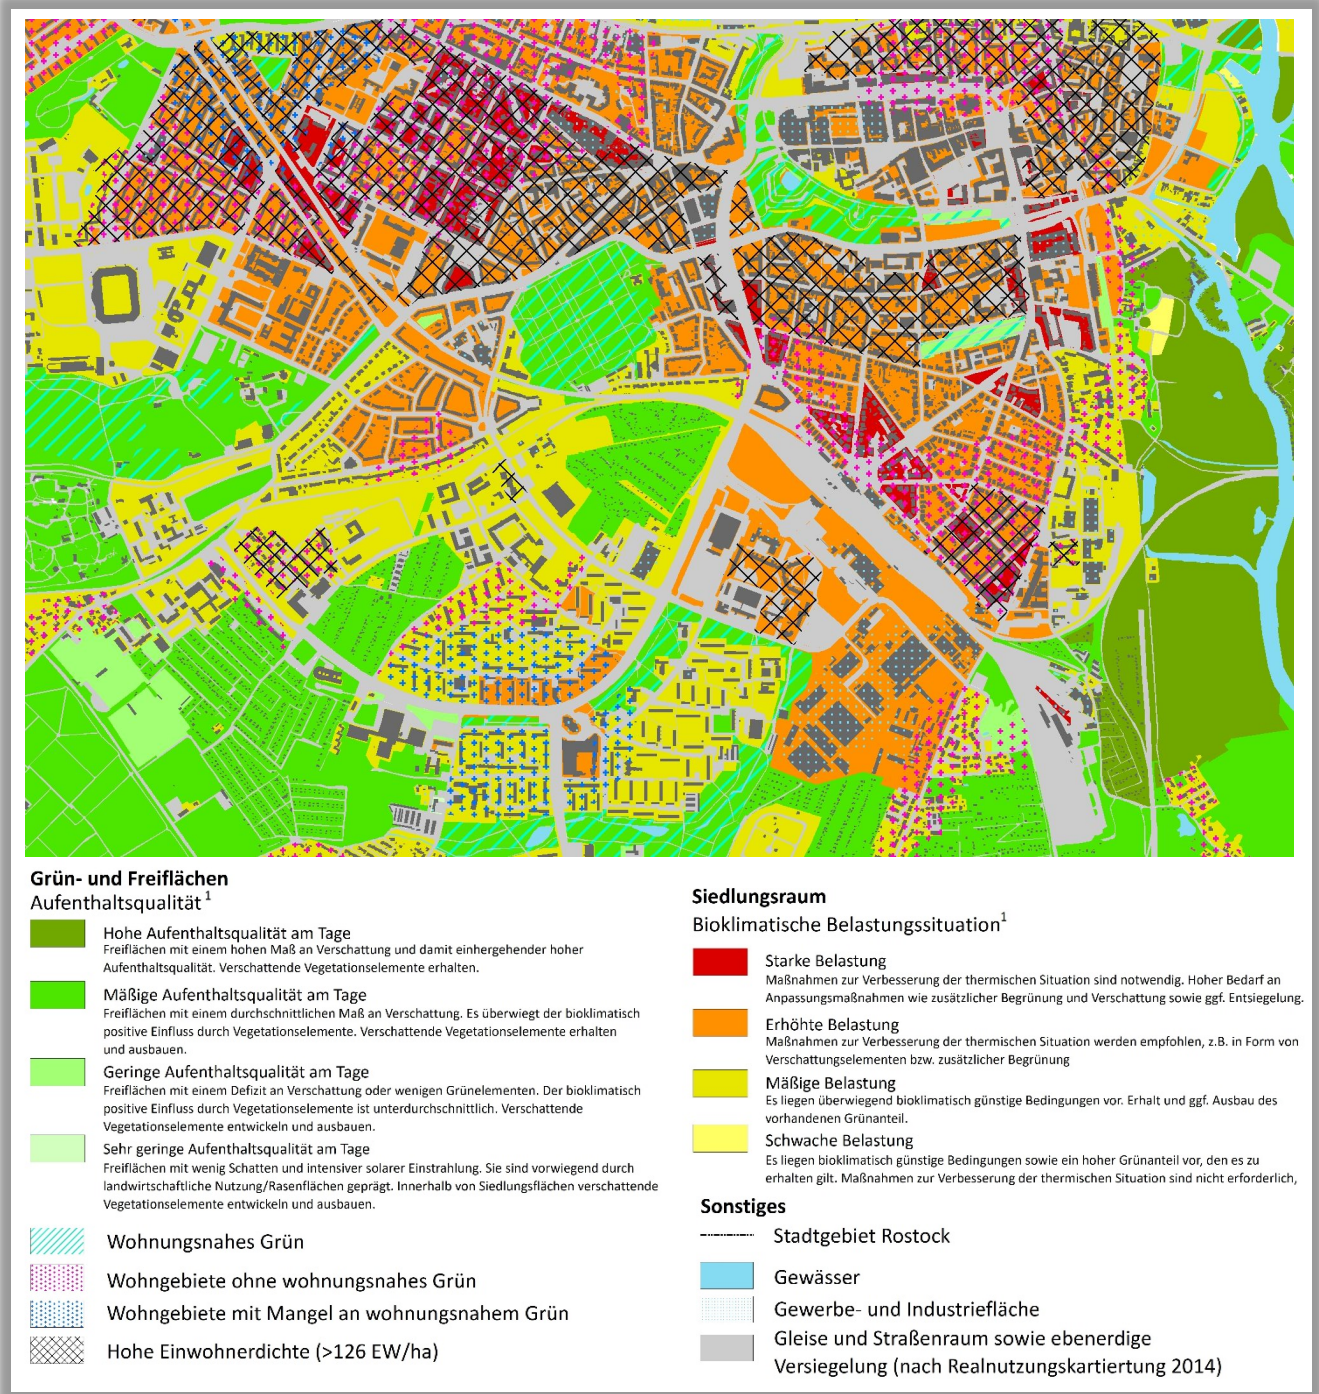 Grün- und Freiflächen
Aufenthaltsqualität¹
Hohe Aufenthaltsqualität am Tage
Freiflächen mit einem hohen Maß an Verschattung und damit einhergehender hoher
Aufenthaltsqualität. Verschattende Vegetationselemente erhalten.
Mäßige Aufenthaltsqualität am Tage
Freiflächen mit einem durchschnittlichen Maß an Verschattung. Es überwiegt der bioklimatisch
positive Einfluss durch Vegetationselemente. Verschattende Vegetationselemente erhalten
und ausbauen.
Geringe Aufenthaltsqualität am Tage
Freiflächen mit einem Defizit an Verschattung oder wenigen Grünelementen. Der bioklimatisch
positive Einfluss durch Vegetationselemente ist unterdurchschnittlich. Verschattende
Vegetationselemente entwickeln und ausbauen.
Sehr geringe Aufenthaltsqualität am Tage
Freiflächen mit wenig Schatten und intensiver solarer Einstrahlung. Sie sind vorwiegend durch
landwirtschaftliche Nutzung/Rasenflächen geprägt. Innerhalb von Siedlungsflächen verschattende
Vegetationselemente entwickeln und ausbauen.
Wohnungsnahes Grün
Wohngebiete ohne wohnungsnahes Grün
Wohngebiete mit Mangel an wohnungsnahem Grün
Hohe Einwohnerdichte (>126 EW/ha)
Siedlungsraum
Bioklimatische Belastungssituation¹
Starke Belastung
Maßnahmen zur Verbesserung der thermischen Situation sind notwendig. Hoher Bedarf an
Anpassungsmaßnahmen wie zusätzlicher Begrünung und Verschattung sowie ggf. Entsiegelung.
Erhöhte Belastung
Maßnahmen zur Verbesserung der thermischen Situation werden empfohlen, z.B. in Form von
Verschattungselementen bzw. zusätzlicher Begrünung
Mäßige Belastung
Es liegen überwiegend bioklimatisch günstige Bedingungen vor. Erhalt und ggf. Ausbau des
vorhandenen Grünanteil.
Schwache Belastung
Es liegen bioklimatisch günstige Bedingungen sowie ein hoher Grünanteil vor, den es zu
erhalten gilt. Maßnahmen zur Verbesserung der thermischen Situation sind nicht erforderlich,
Sonstiges
Stadtgebiet Rostock
Gewässer
Gewerbe- und Industriefläche
Gleise und Straßenraum sowie ebenerdige
Versiegelung (nach Realnutzungskartiertung 2014)